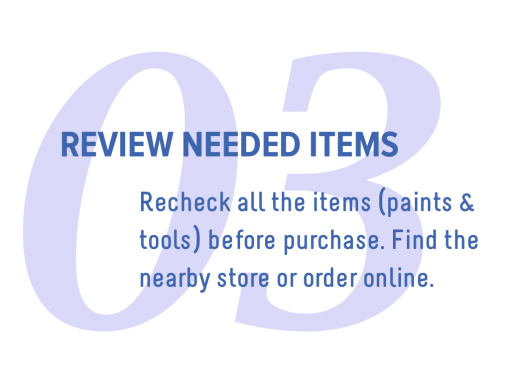 03
REVIEW NEEDED ITEMS
Recheck all the items (paints &
tools) before purchase. Find the
nearby store or order online.